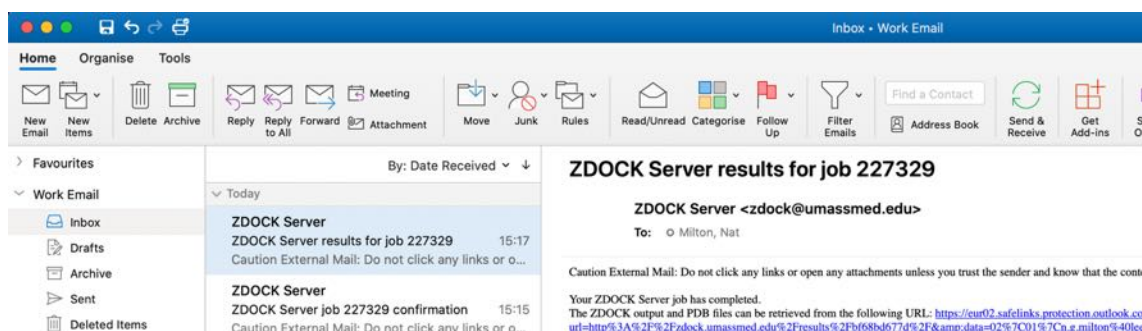 Inbox • Work Email
Home Organise Tools
New Email
New Items
Delete
Archive
Reply
Reply to All
Forward
Meeting
Attachment
Move
Junk
Rules
Read/Unread
Categorise
Follow Up
Filter Emails
Find a Contact
Address Book
Send & Receive
Get Add-ins
Favourites
Work Email
Inbox
Drafts
Archive
Sent
Deleted Items
By: Date Received
Today
ZDOCK Server
ZDOCK Server results for job 227329 15:17
Caution External Mail: Do not click any links or o...
ZDOCK Server
ZDOCK Server job 227329 confirmation 15:15
Caution External Mail: Do not click any links or o...
ZDOCK Server results for job 227329
ZDOCK Server <zdock@umassmed.edu>
To: Milton, Nat
Caution External Mail: Do not click any links or open any attachments unless you trust the sender and know that the conte
Your ZDOCK Server job has completed.
The ZDOCK output and PDB files can be retrieved from the following URL: https://eur02.safelinks.protection.outlook.co
url=http%3A%2F%2Fzdock.umassmed.edu%2Fresults%2Fbf68bd677d%2F&amp;data=02%7C01%7Cn.g.milton%40